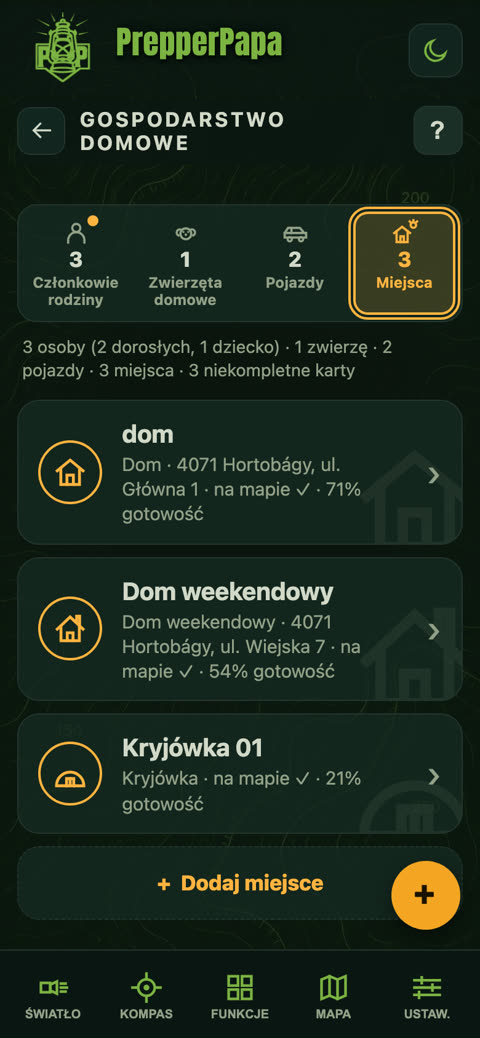 PrepperPapa
GOSPODARSTWO
DOMOWE
?
200
3
Członkowie
rodziny
1
Zwierzęta
domowe
2
Pojazdy
3
Miejsca
3 osoby (2 dorosłych, 1 dziecko) · 1 zwierzę · 2
pojazdy · 3 miejsca · 3 niekompletne karty
dom
Dom · 4071 Hortobágy, ul.
Główna 1 · na mapie ✓ · 71%
gotowość
Dom weekendowy
Dom weekendowy · 4071
Hortobágy, ul. Wiejska 7 · na
mapie ✓ · 54% gotowość
Kryjówka 01
Kryjówka · na mapie ✓ · 21%
gotowość
+ Dodaj miejsce
+
ŚWIATŁO
KOMPAS
FUNKCJE
MAPA
USTAW.